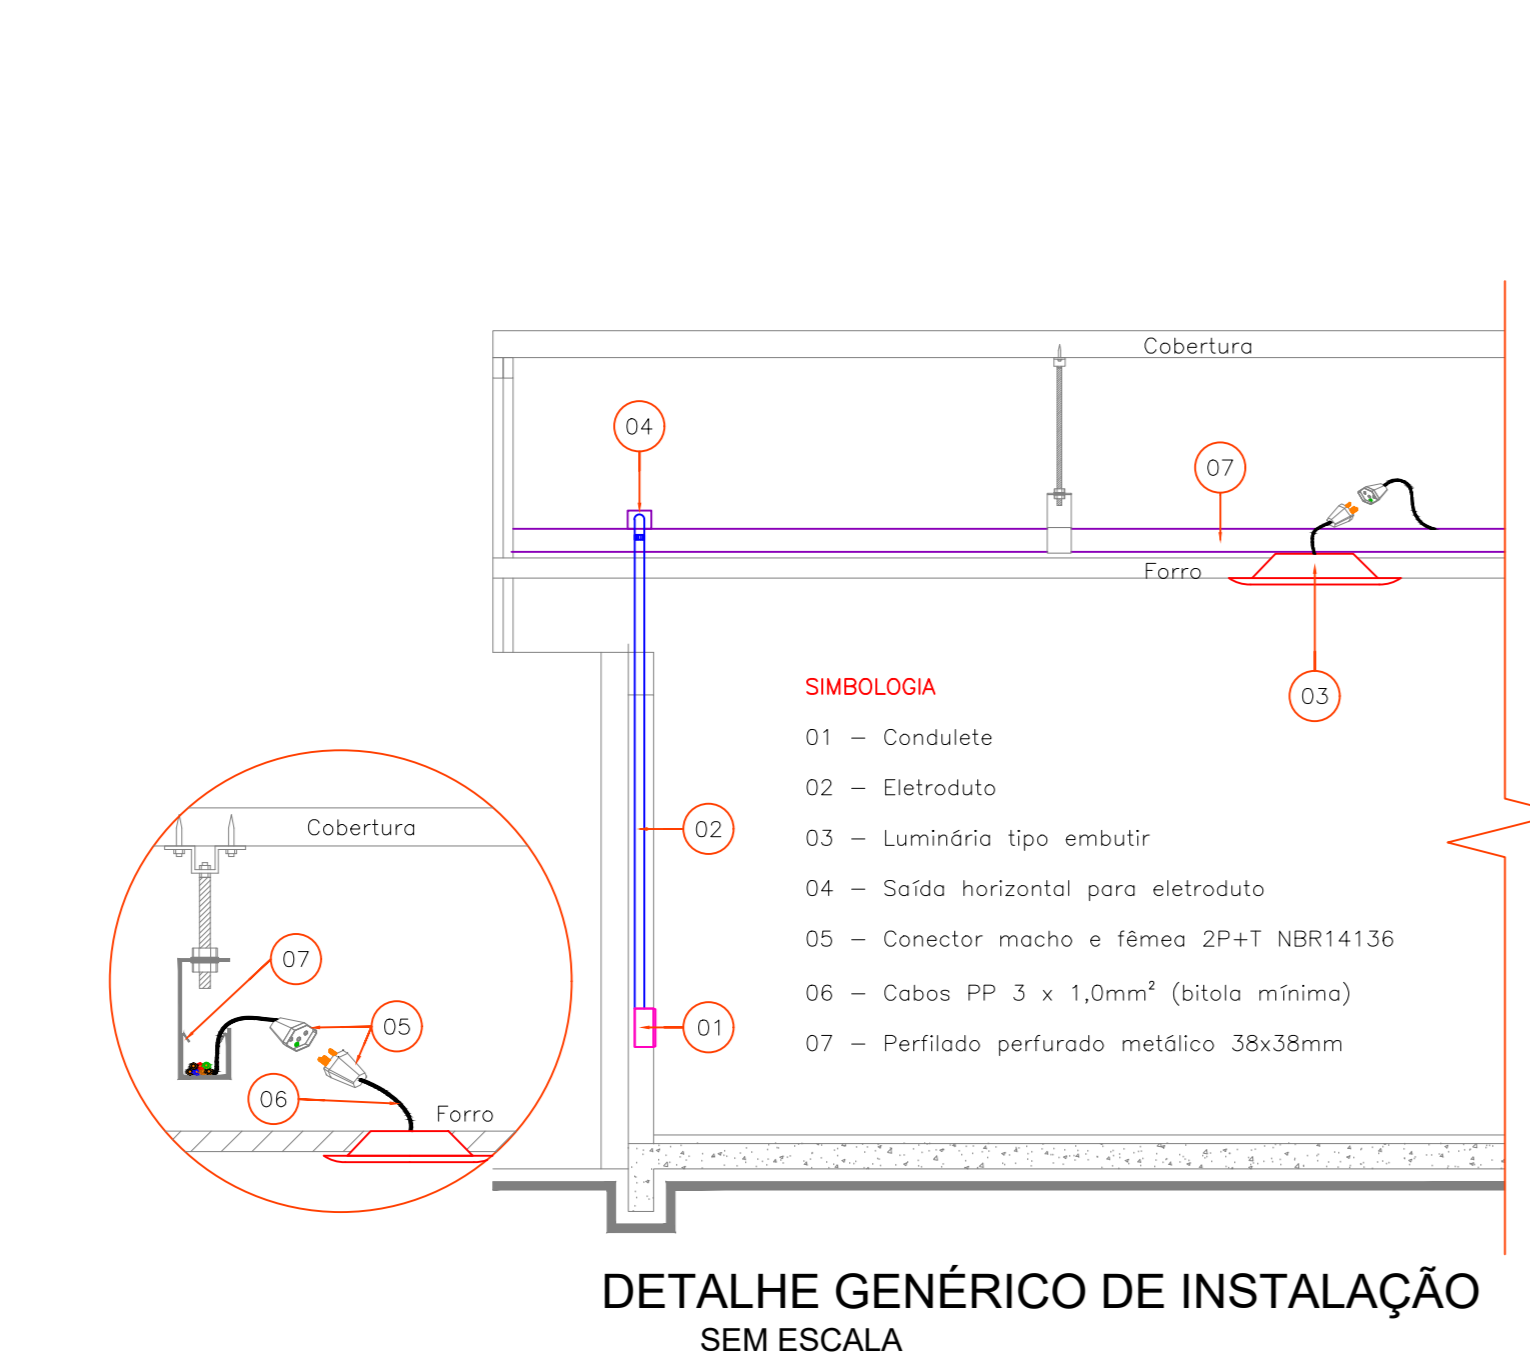 Cobertura
04
07
Forro
03
SIMBOLOGIA
01 – Condulete
02 – Eletroduto
03 – Luminária tipo embutir
04 – Saída horizontal para eletroduto
05 – Conector macho e fêmea 2P+T NBR14136
06 – Cabos PP 3 x 1,0mm² (bitola mínima)
07 – Perfilado perfurado metálico 38x38mm
02
01
Cobertura
07
05
06
Forro
DETALHE GENÉRICO DE INSTALAÇÃO
SEM ESCALA